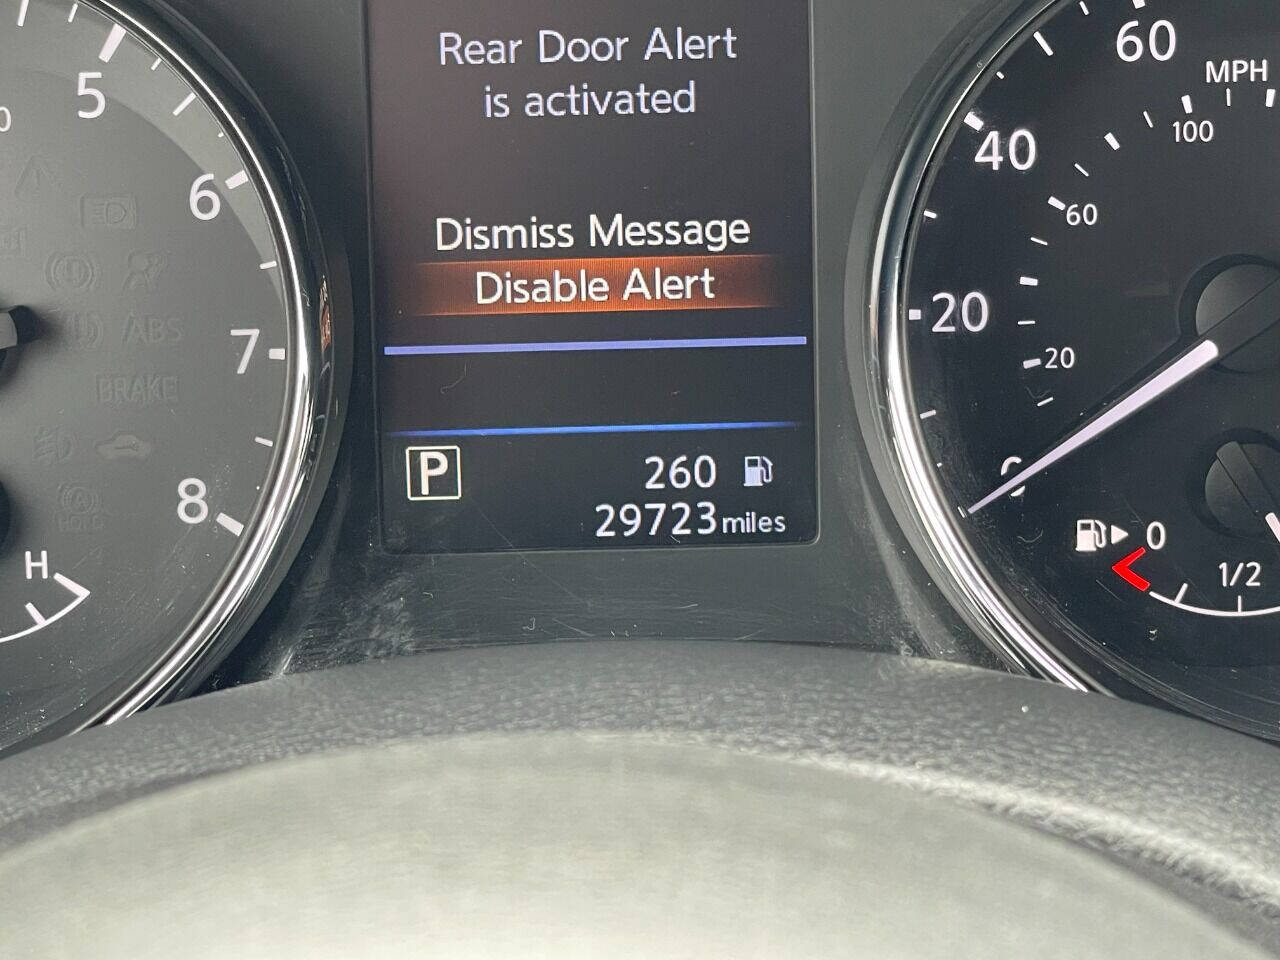 Rear Door Alert
is activated
Dismiss Message
Disable Alert
P
260
29723 miles
5
6
7
8
H
ABS
BRAKE
60
MPH
100
40
60
20
20
0
0
1/2